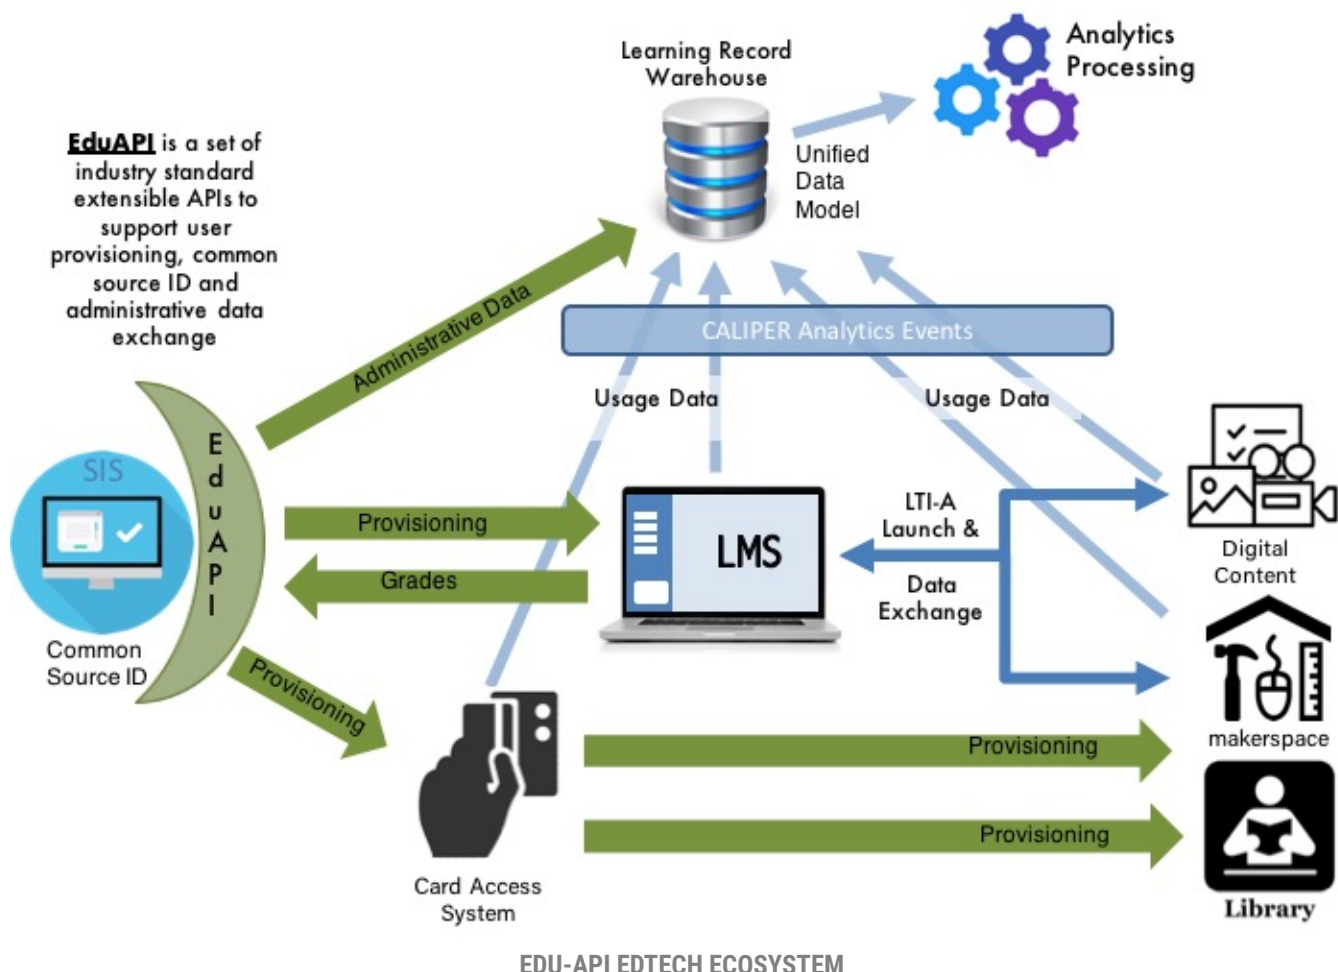 Learning Record
Warehouse
Analytics
Processing
EduAPI is a set of
industry standard
extensible APIs to
support user
provisioning, common
source ID and
administrative data
exchange
Unified
Data
Model
Administrative Data
CALIPER Analytics Events
Usage Data
Usage Data
SIS
EduAPI
Common
Source ID
Provisioning
Grades
Provisioning
LMS
LTI-A
Launch &
Data
Exchange
Digital
Content
makerspace
Provisioning
Provisioning
Library
Card Access
System
EDU-API EDTECH ECOSYSTEM